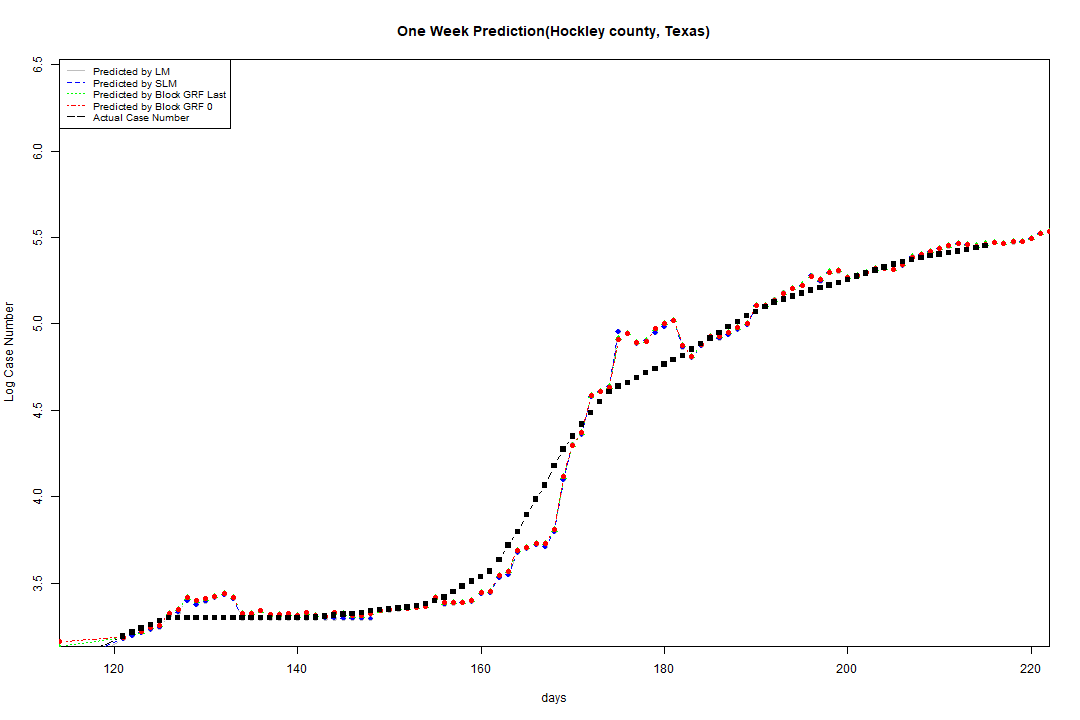 One Week Prediction(Hockley county, Texas)
Predicted by LM
Predicted by SLM
Predicted by Block GRF Last
Predicted by Block GRF 0
Actual Case Number
6.5
6.0
5.5
5.0
4.5
4.0
3.5
Log Case Number
120 140 160 180 200 220
days